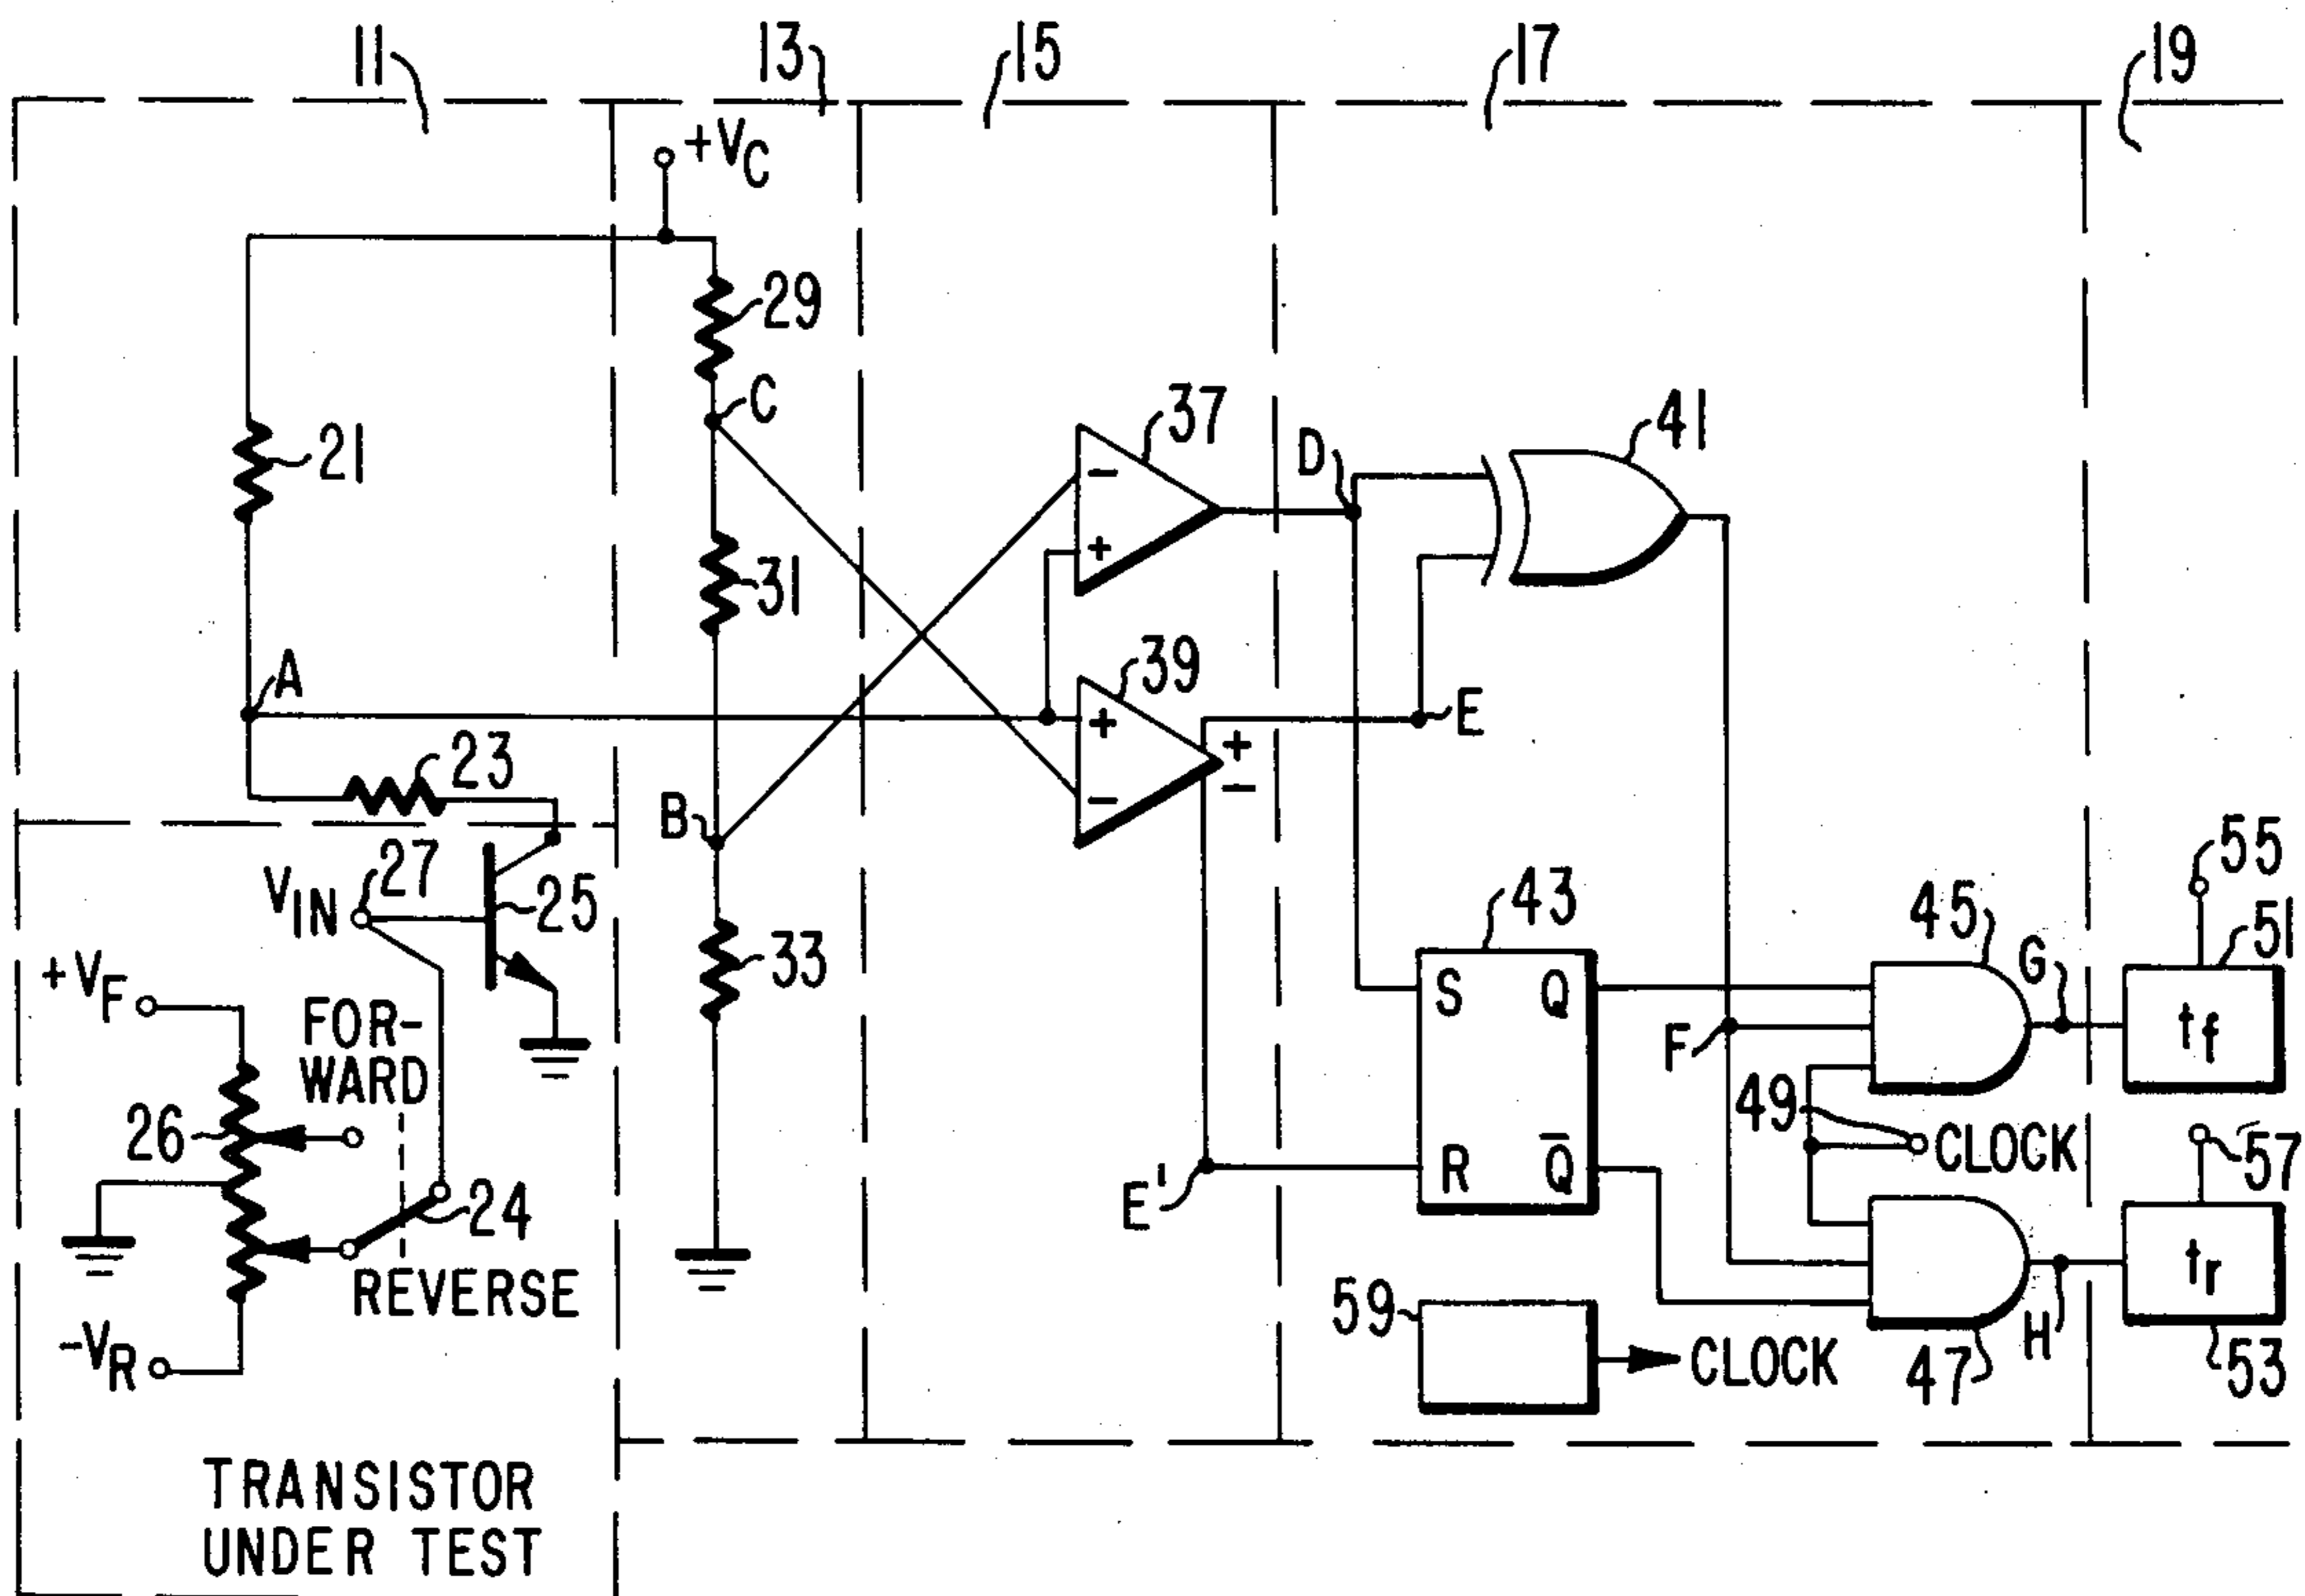 11
13
15
17
19
+VC
29
C
21
37
41
D
31
A
39
E
23
B
27
VIN
25
43
45
55
51
33
+VF
S Q
G
tf
FOR-
WARD
F
26
49
CLOCK
57
R Q̅
E'
24
REVERSE
59
tr
-VR
CLOCK
47
H
53
TRANSISTOR
UNDER TEST
- +
+ -
+ -